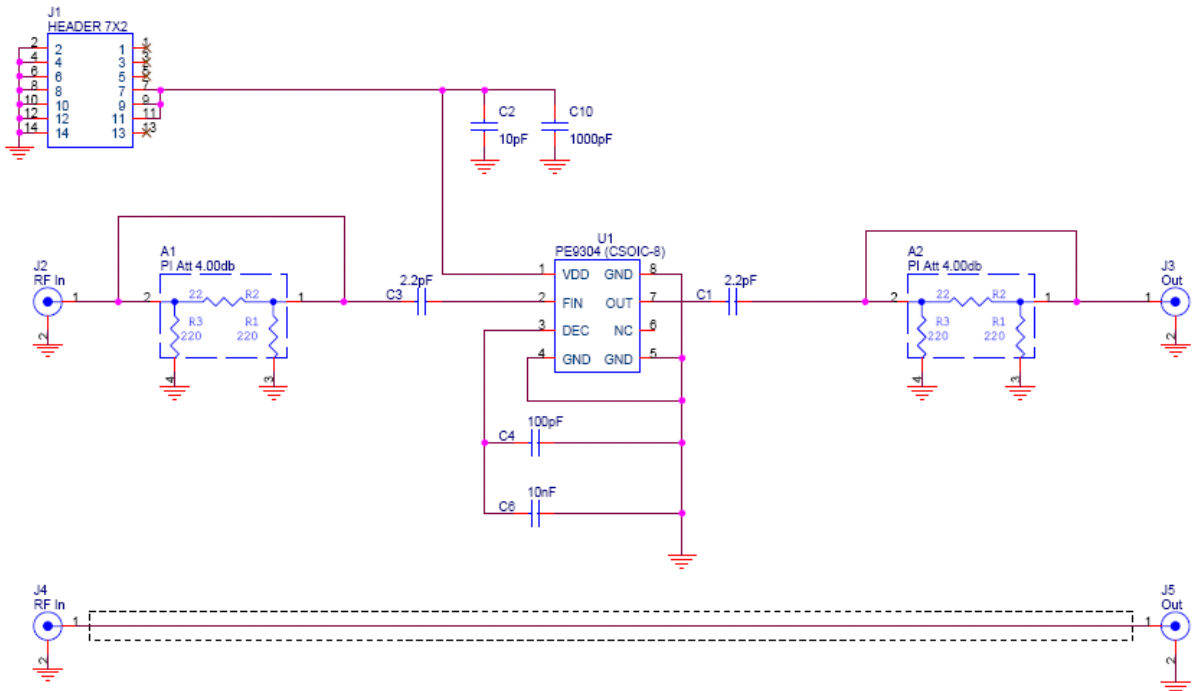 J1
HEADER 7X2
2 2 1 1
4 4 3 3
6 6 5 5
8 8 7 7
10 10 9 9
12 12 11 11
14 14 13 13
C2
10pF
C10
1000pF
J2
RF In
1
2
A1
PI Att 4.00db
2 22 R2 1
R3
220
R1
220
4
3
2.2pF
C3
U1
PE9304 (CSOIC-8)
1 VDD GND 8
2 FIN OUT 7
3 DEC NC 6
4 GND GND 5
2.2pF
C1
100pF
C4
10nF
C6
A2
PI Att 4.00db
2 22 R2 1
R3
220
R1
220
4
3
J3
Out
1
2
J4
RF In
1
2
J5
Out
1
2